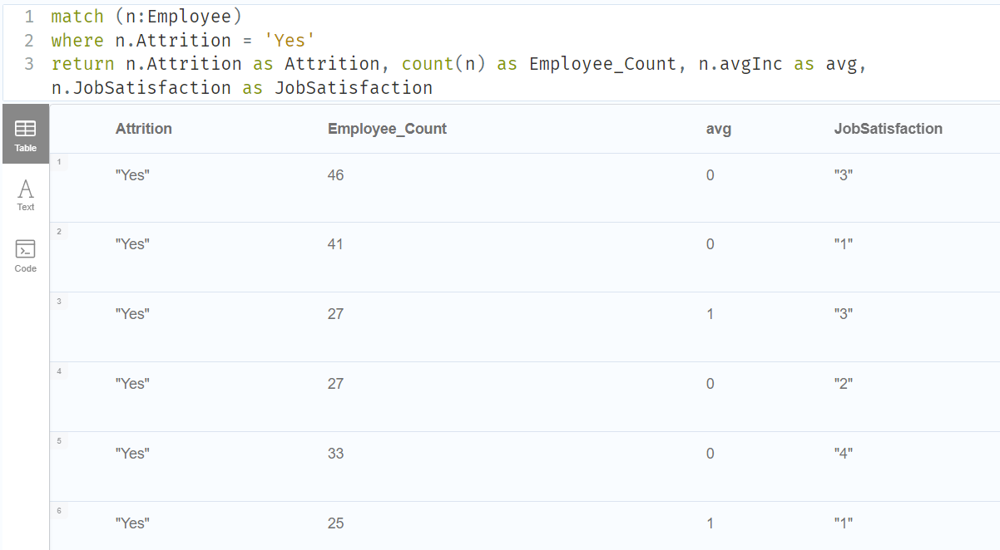 1 match (n:Employee)
2 where n.Attrition = 'Yes'
3 return n.Attrition as Attrition, count(n) as Employee_Count, n.avgInc as avg,
n.JobSatisfaction as JobSatisfaction
Table
Text
Code
Attrition Employee_Count avg JobSatisfaction
1 "Yes" 46 0 "3"
2 "Yes" 41 0 "1"
3 "Yes" 27 1 "3"
4 "Yes" 27 0 "2"
5 "Yes" 33 0 "4"
6 "Yes" 25 1 "1"